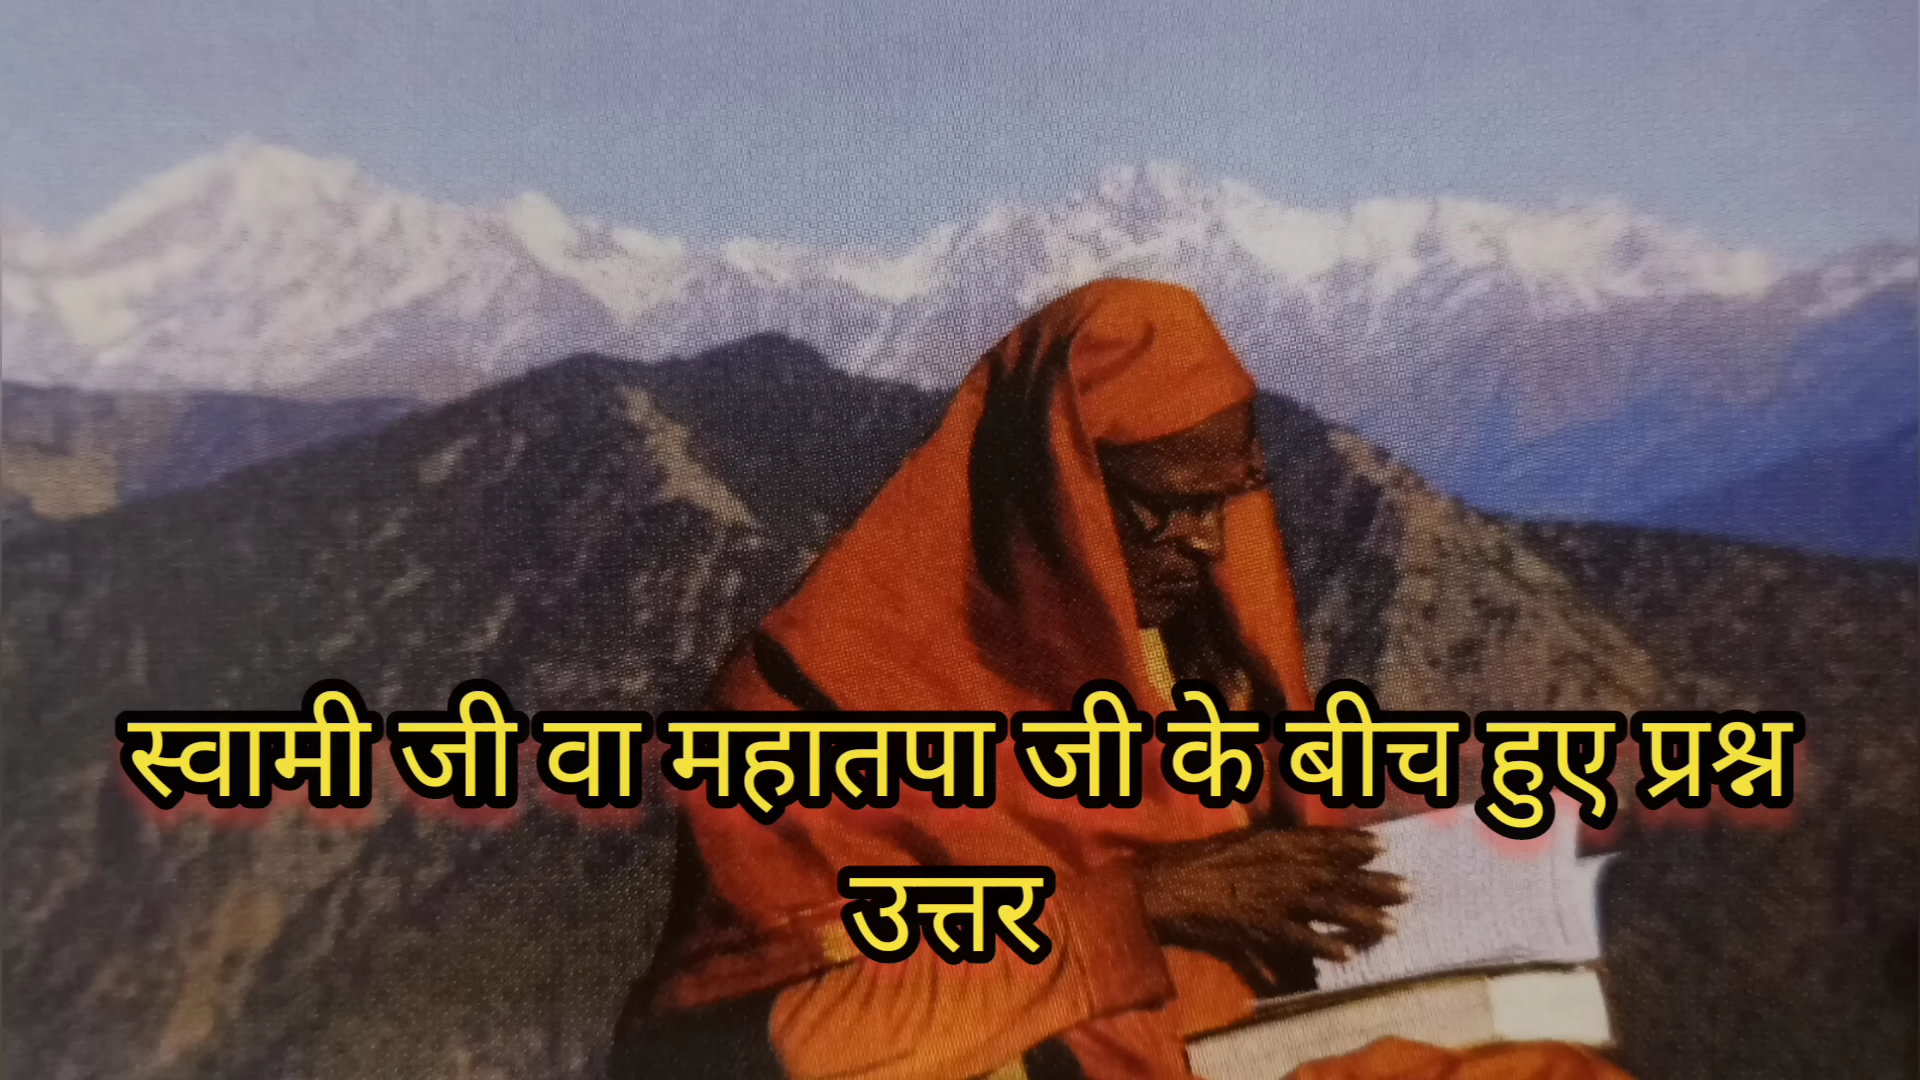 स्वामी जी वा महातपा जी के बीच हुए प्रश्न
उत्तर